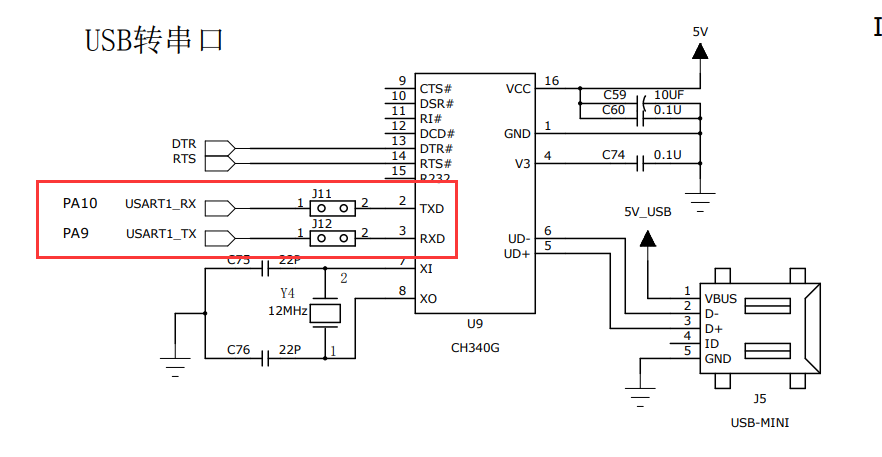 USB转串口
I
5V
9 CTS# VCC 16 C59 10UF
10 DSR# C60 0.1U
11 RI#
12 DCD# GND 1
DTR 13 DTR#
RTS 14 RTS# V3 4 C74 0.1U
15 R232
J11
PA10 USART1_RX 1 2 2 TXD
5V_USB
J12
PA9 USART1_TX 1 2 3 RXD UD- 6
UD+ 5
C75 22P 7 XI
2
Y4 8 XO 1 VBUS
12MHz 2 D-
U9 3 D+
4 ID
C76 22P 1 CH340G 5 GND
J5
USB-MINI